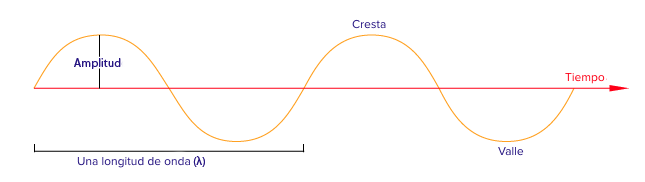 Cresta
Amplitud
Tiempo
Valle
Una longitud de onda (λ)